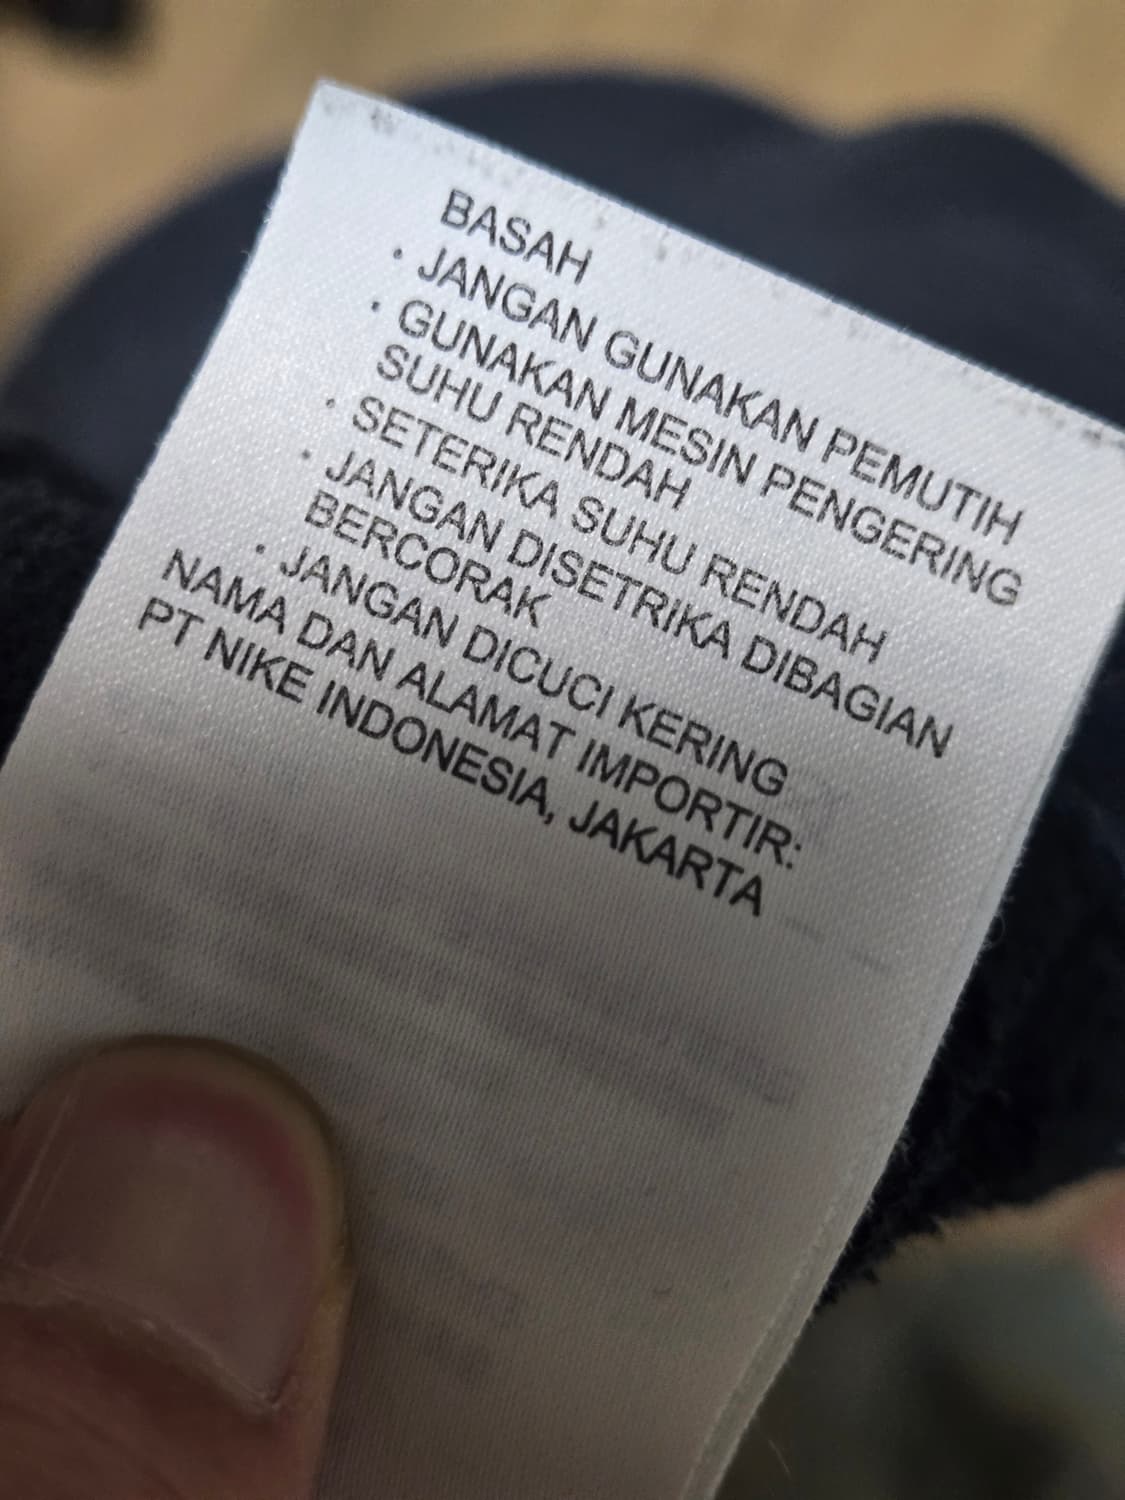 BASAH
· JANGAN GUNAKAN PEMUTIH
· GUNAKAN MESIN PENGERING
SUHU RENDAH
· SETERIKA SUHU RENDAH
· JANGAN DISETRIKA DIBAGIAN
BERCORAK
· JANGAN DICUCI KERING
NAMA DAN ALAMAT IMPORTIR:
PT NIKE INDONESIA, JAKARTA